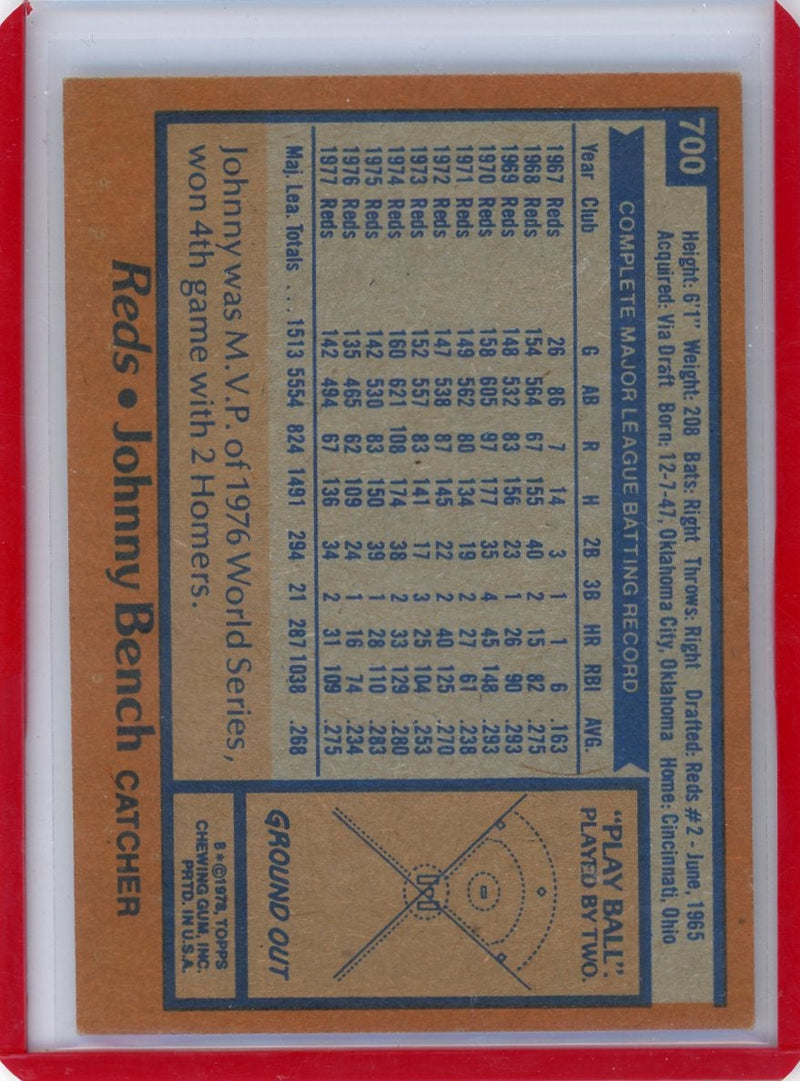 700
Height: 6'1" Weight: 208 Bats: Right Throws: Right Drafted: Reds #2 - June, 1965
Acquired: Via Draft Born: 12-7-47, Oklahoma City, Oklahoma Home: Cincinnati, Ohio
COMPLETE MAJOR LEAGUE BATTING RECORD
Year Club G AB R H 2B 3B HR RBI AVG.
1967 Reds 26 86 7 14 3 1 1 6 .163
1968 Reds 154 564 67 155 40 2 15 82 .275
1969 Reds 148 532 83 156 23 1 26 90 .293
1970 Reds 158 605 97 177 35 4 45 148 .293
1971 Reds 149 562 80 134 19 2 27 61 .238
1972 Reds 147 538 87 145 22 2 40 125 .270
1973 Reds 152 557 83 141 17 3 25 104 .253
1974 Reds 160 621 108 174 38 2 33 129 .280
1975 Reds 142 530 83 150 39 1 28 110 .283
1976 Reds 135 465 62 109 24 1 16 74 .234
1977 Reds 142 494 67 136 34 2 31 109 .275
Maj. Lea. Totals ... 1513 5554 824 1491 294 21 287 1038 .268
Johnny was M.V.P. of 1976 World Series,
won 4th game with 2 Homers.
"PLAY BALL":
PLAYED BY TWO.
GROUND OUT
B*©1978, TOPPS
CHEWING GUM, INC.
PRTD. IN U.S.A.
Reds • Johnny Bench CATCHER